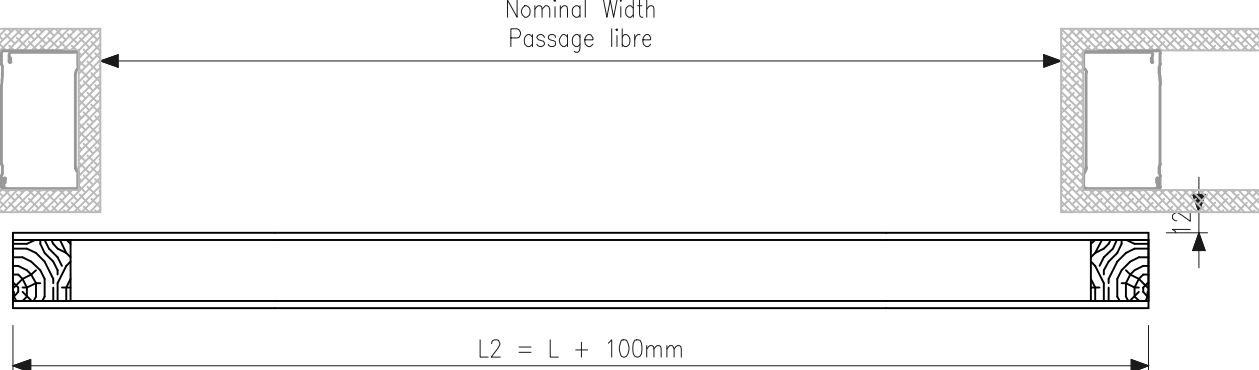 Nominal Width
Passage libre
12
L2 = L + 100mm